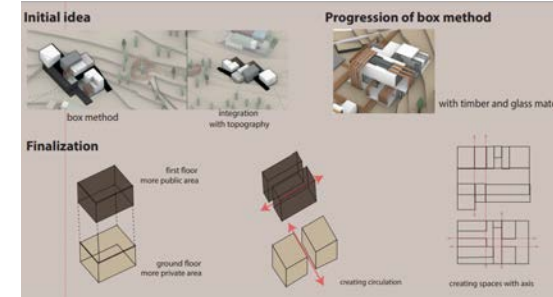 Initial idea
Progression of box method
box method
integration
with topography
with timber and glass mate
Finalization
first floor
more public area
ground floor
more private area
creating circulation
creating spaces with axis